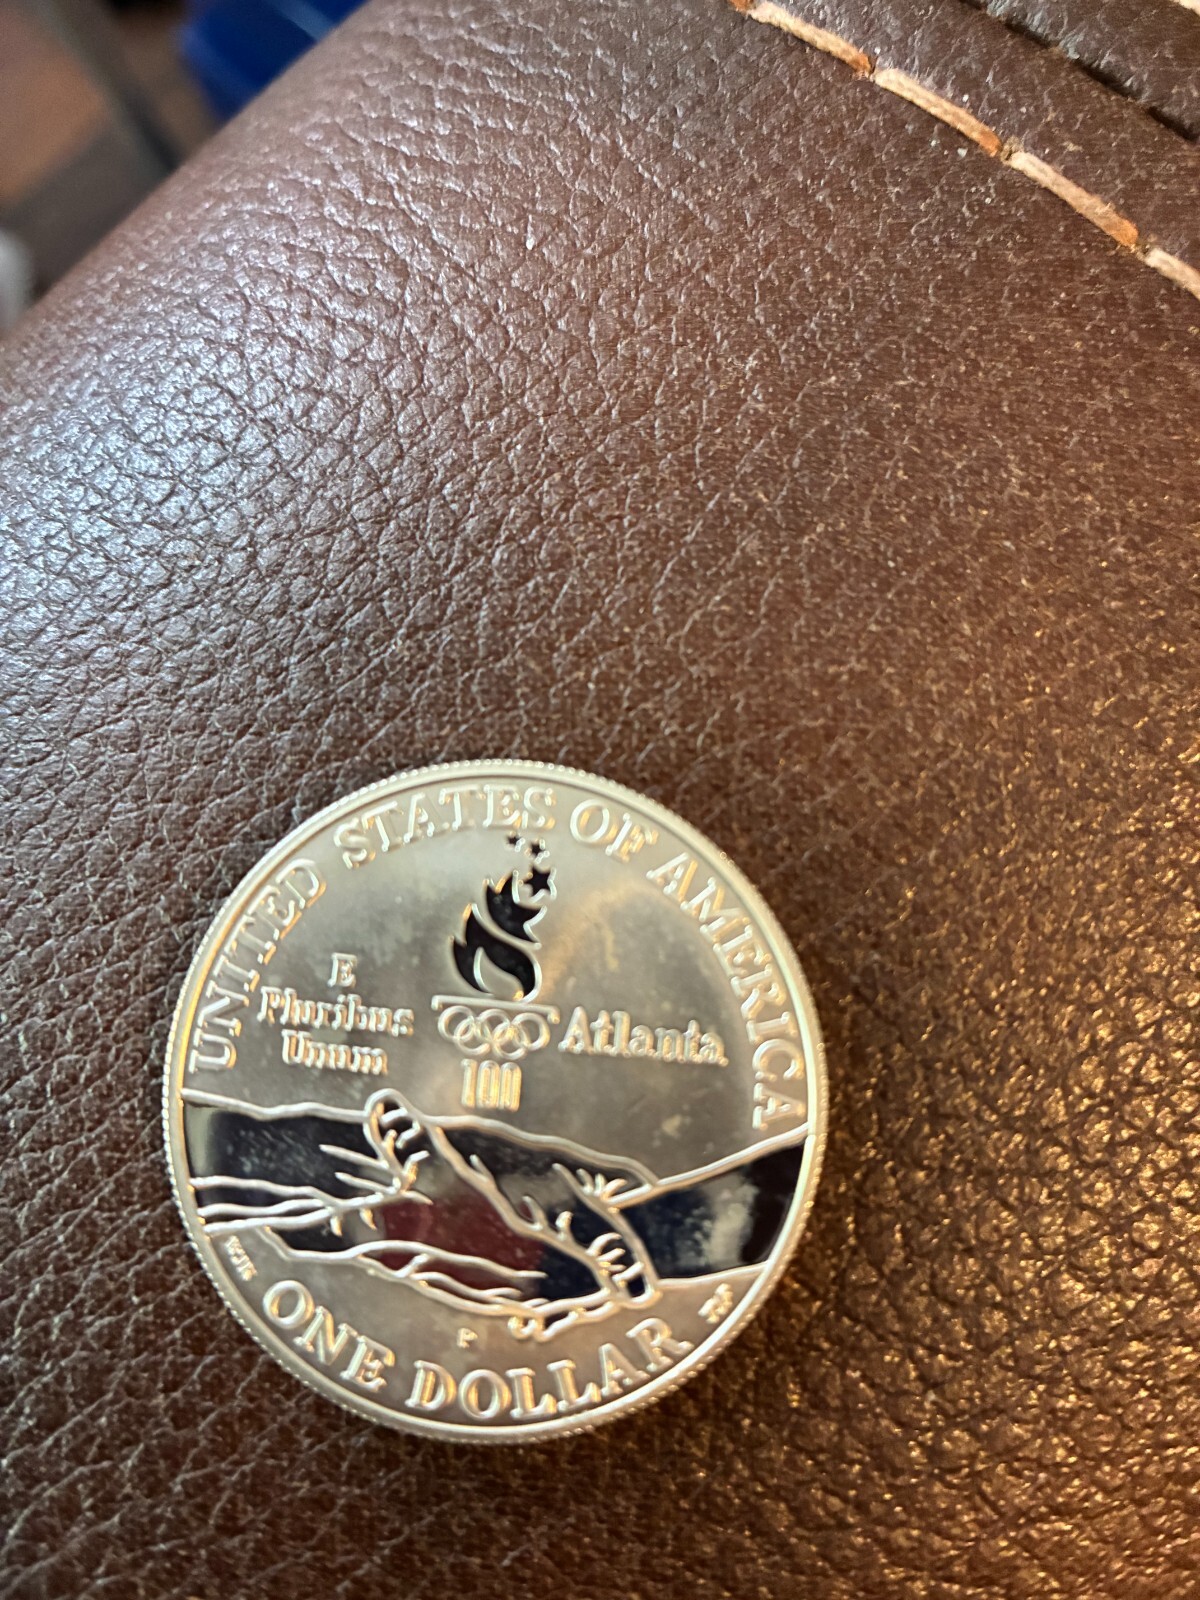 UNITED STATES OF AMERICA
E
Pluribus
Unum
Atlanta
100
P
ONE DOLLAR